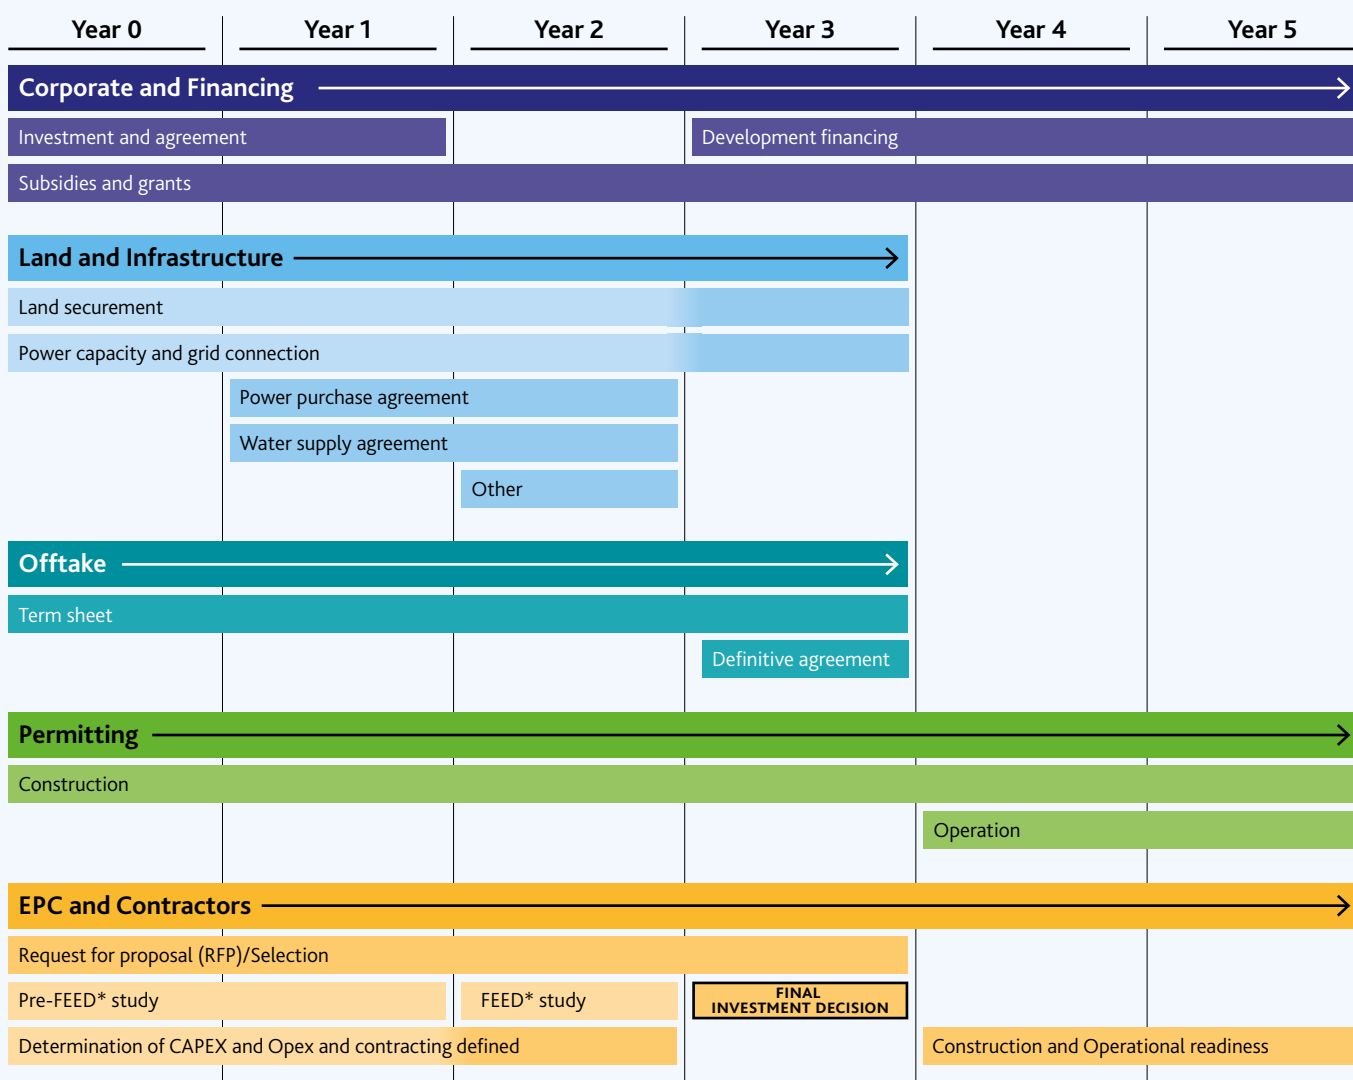 Year 0
Year 1
Year 2
Year 3
Year 4
Year 5
Corporate and Financing
Investment and agreement
Development financing
Subsidies and grants
Land and Infrastructure
Land securement
Power capacity and grid connection
Power purchase agreement
Water supply agreement
Other
Offtake
Term sheet
Definitive agreement
Permitting
Construction
Operation
EPC and Contractors
Request for proposal (RFP)/Selection
Pre-FEED* study
FEED* study
FINAL
INVESTMENT DECISION
Determination of CAPEX and Opex and contracting defined
Construction and Operational readiness